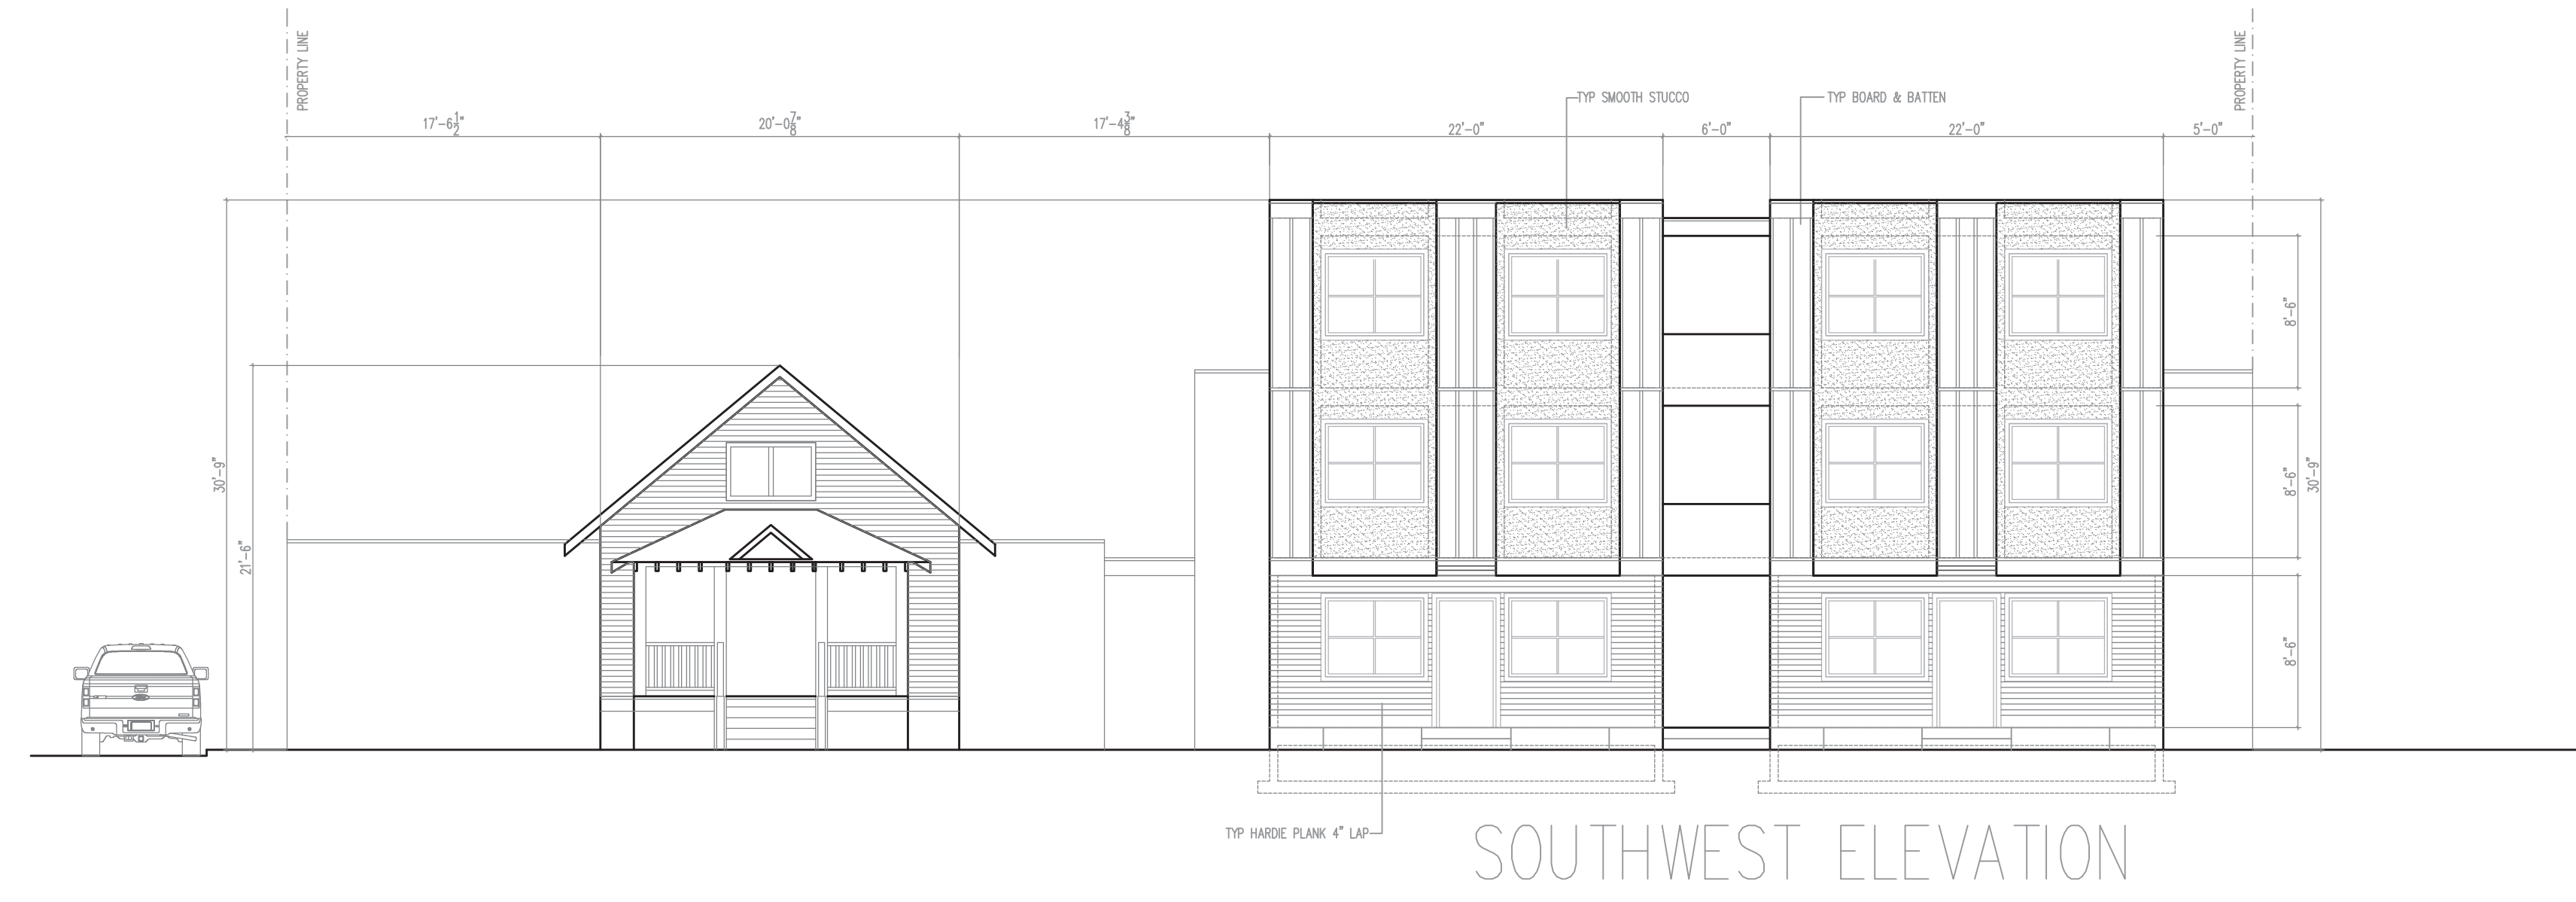 PROPERTY LINE
PROPERTY LINE
TYP SMOOTH STUCCO
TYP BOARD & BATTEN
17'-6 1/2"
20'-0 7/8"
17'-4 3/8"
22'-0"
6'-0"
22'-0"
5'-0"
8'-6"
30'-9"
8'-6"
30'-9"
21'-6"
8'-6"
TYP HARDIE PLANK 4" LAP
SOUTHWEST ELEVATION